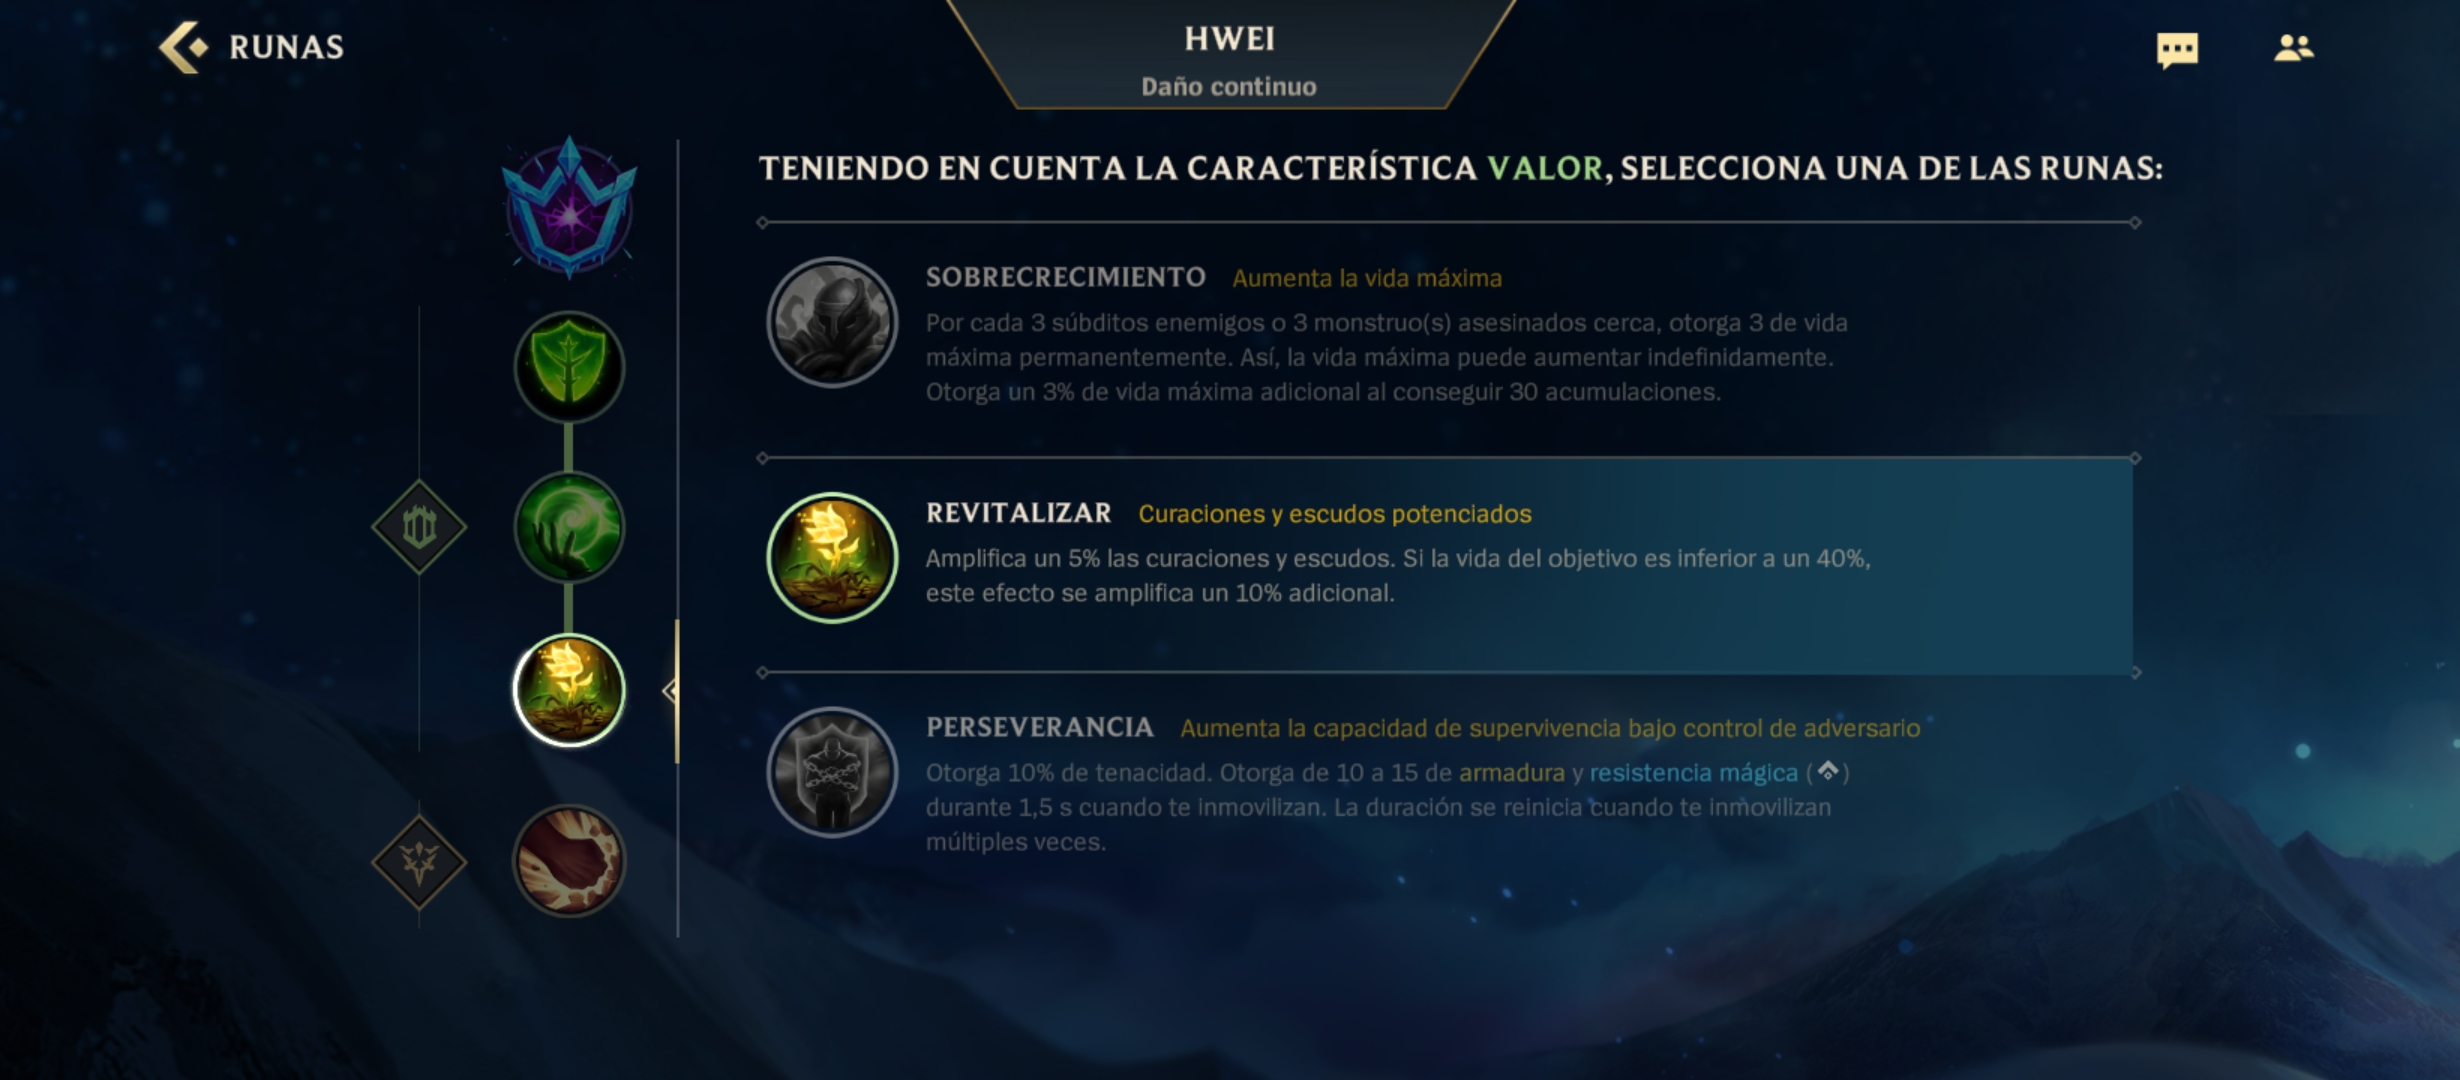 RUNAS
HWEI
Daño continuo
TENIENDO EN CUENTA LA CARACTERÍSTICA VALOR, SELECCIONA UNA DE LAS RUNAS:
SOBRECRECIMIENTO Aumenta la vida máxima
Por cada 3 súbditos enemigos o 3 monstruo(s) asesinados cerca, otorga 3 de vida
máxima permanentemente. Así, la vida máxima puede aumentar indefinidamente.
Otorga un 3% de vida máxima adicional al conseguir 30 acumulaciones.
REVITALIZAR Curaciones y escudos potenciados
Amplifica un 5% las curaciones y escudos. Si la vida del objetivo es inferior a un 40%,
este efecto se amplifica un 10% adicional.
PERSEVERANCIA Aumenta la capacidad de supervivencia bajo control de adversario
Otorga 10% de tenacidad. Otorga de 10 a 15 de armadura y resistencia mágica ( )
durante 1,5 s cuando te inmovilizan. La duración se reinicia cuando te inmovilizan
múltiples veces.